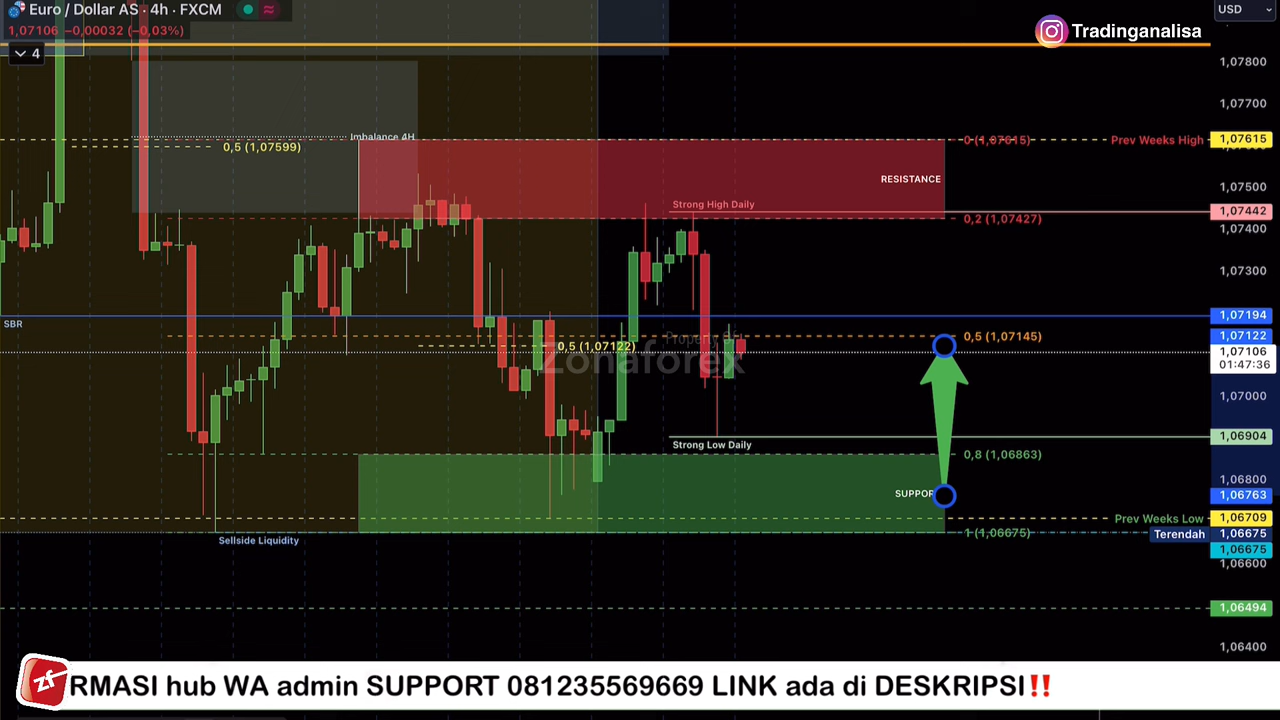 Euro / Dollar AS · 4h · FXCM
1,07106 −0,00032 (−0,03%)
4
USD
Tradinganalisa
1,07800
1,07700
Imbalance 4H
0,5 (1,07599)
0 (1,07615)
Prev Weeks High
1,07615
RESISTANCE
1,07500
Strong High Daily
1,07442
0,2 (1,07427)
1,07400
1,07300
SBR
1,07194
Property Of
0,5 (1,07145)
1,07122
0,5 (1,07122)
Zonaforex
1,07106
01:47:36
1,07000
1,06904
Strong Low Daily
0,8 (1,06863)
1,06800
SUPPOR
1,06763
Prev Weeks Low
1,06709
1 (1,06675)
Terendah
1,06675
Sellside Liquidity
1,06675
1,06600
1,06494
1,06400
zf
RMASI hub WA admin SUPPORT 081235569669 LINK ada di DESKRIPSI‼